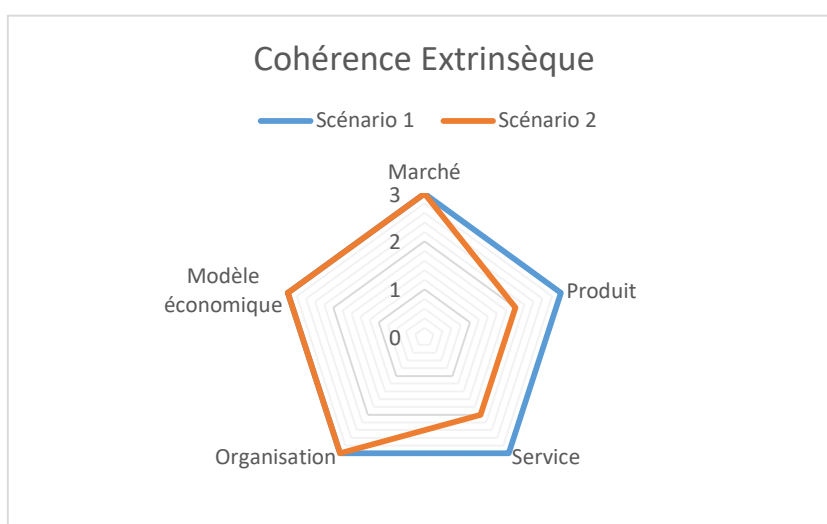 Cohérence Extrinsèque
Scénario 1 Scénario 2
Marché
3
2
1
0
Produit
Service
Organisation
Modèle
économique